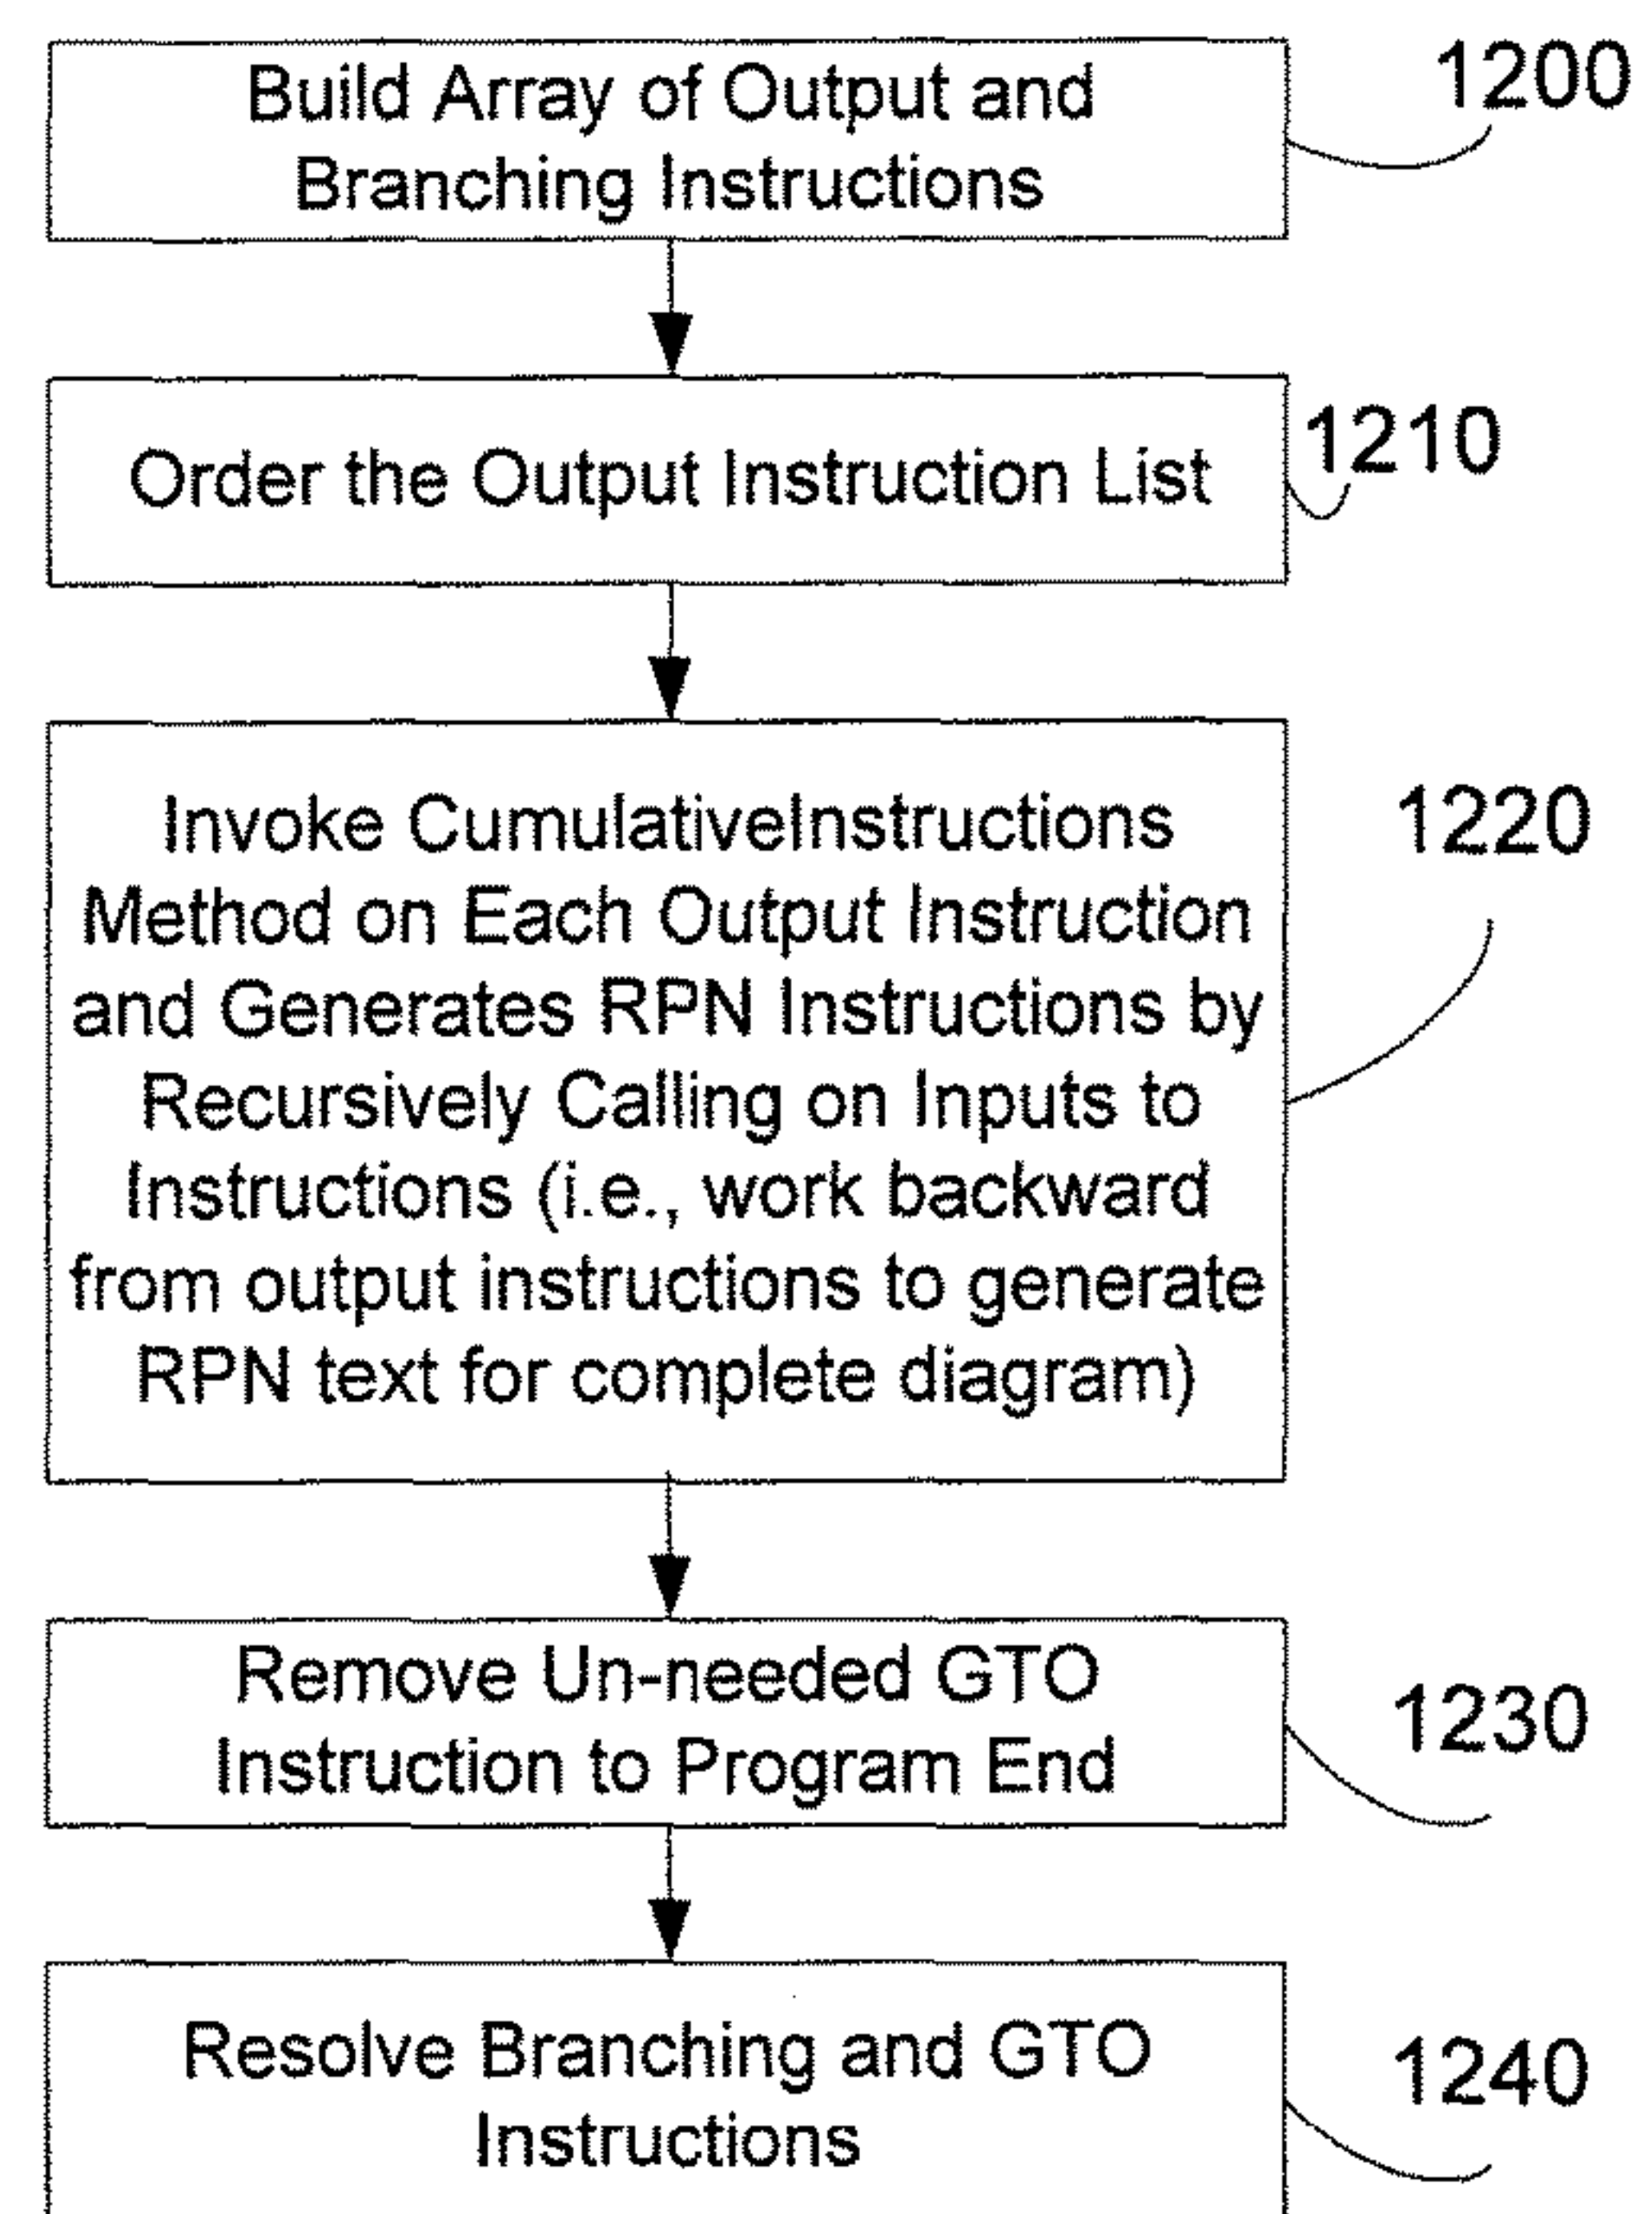 Build Array of Output and
Branching Instructions
1200
Order the Output Instruction List
1210
Invoke CumulativeInstructions
Method on Each Output Instruction
and Generates RPN Instructions by
Recursively Calling on Inputs to
Instructions (i.e., work backward
from output instructions to generate
RPN text for complete diagram)
1220
Remove Un-needed GTO
Instruction to Program End
1230
Resolve Branching and GTO
Instructions
1240